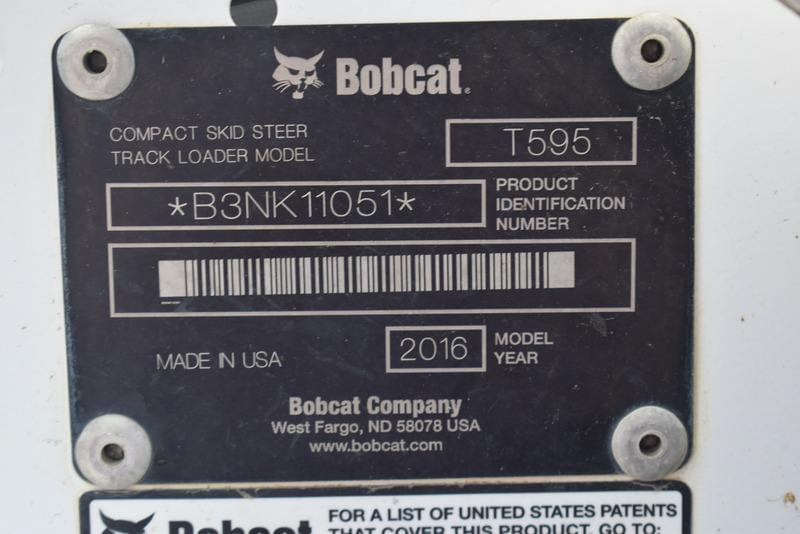 Bobcat.
COMPACT SKID STEER
TRACK LOADER MODEL
T595
*B3NK11051*
PRODUCT
IDENTIFICATION
NUMBER
MADE IN USA
2016
MODEL
YEAR
Bobcat Company
West Fargo, ND 58078 USA
www.bobcat.com
Bobcat
FOR A LIST OF UNITED STATES PATENTS
THAT COVER THIS PRODUCT, GO TO: